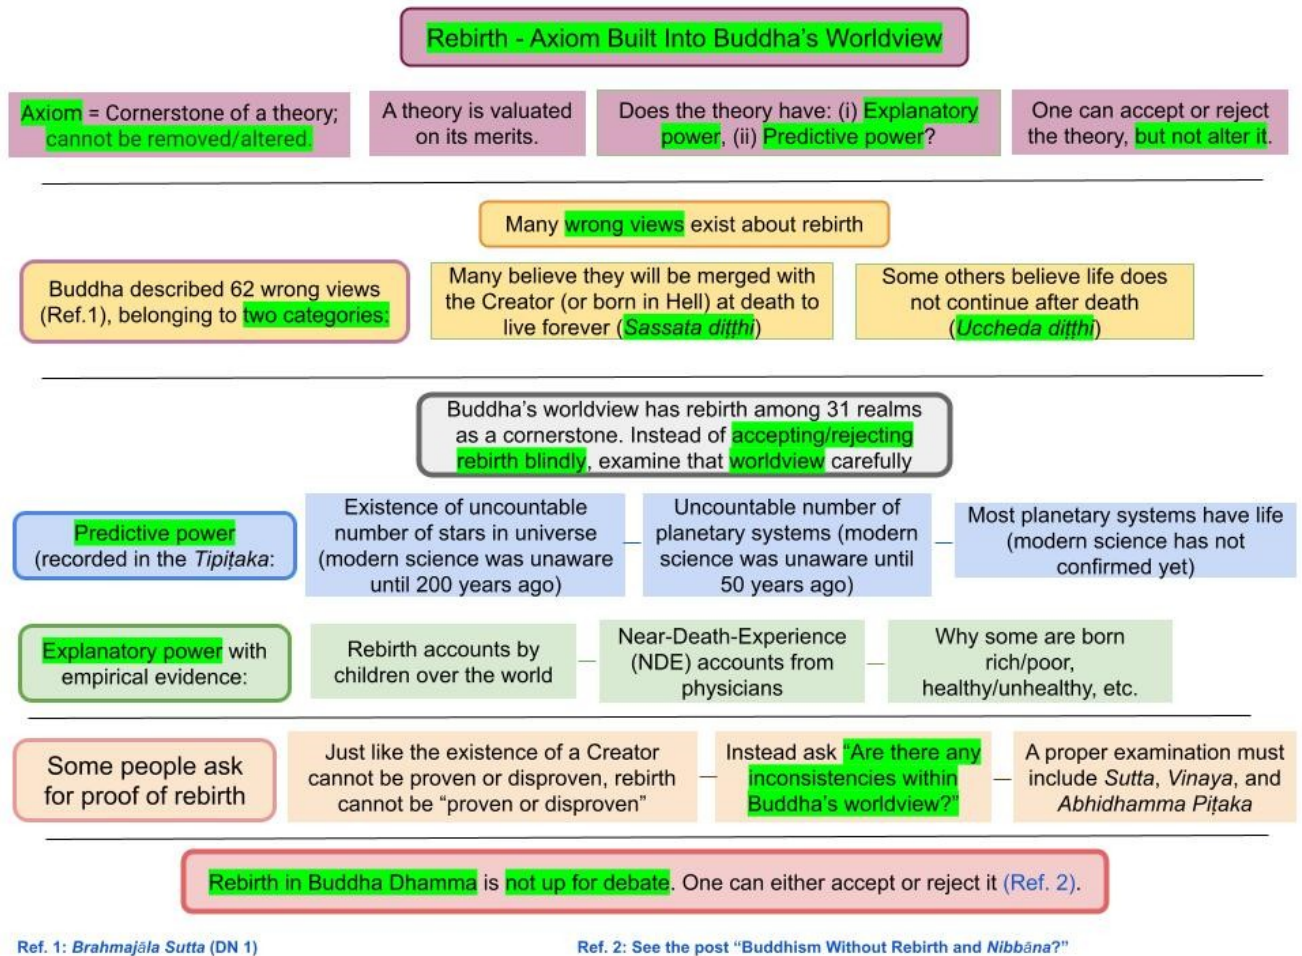 Rebirth - Axiom Built Into Buddha's Worldview
Axiom = Cornerstone of a theory;
cannot be removed/altered.
A theory is valuated
on its merits.
Does the theory have: (i) Explanatory
power, (ii) Predictive power?
One can accept or reject
the theory, but not alter it.
Many wrong views exist about rebirth
Buddha described 62 wrong views
(Ref.1), belonging to two categories:
Many believe they will be merged with
the Creator (or born in Hell) at death to
live forever (Sassata diṭṭhi)
Some others believe life does
not continue after death
(Uccheda diṭṭhi)
Buddha's worldview has rebirth among 31 realms
as a cornerstone. Instead of accepting/rejecting
rebirth blindly, examine that worldview carefully
Predictive power
(recorded in the Tipiṭaka:
Existence of uncountable
number of stars in universe
(modern science was unaware
until 200 years ago)
Uncountable number of
planetary systems (modern
science was unaware until
50 years ago)
Most planetary systems have life
(modern science has not
confirmed yet)
Explanatory power with
empirical evidence:
Rebirth accounts by
children over the world
Near-Death-Experience
(NDE) accounts from
physicians
Why some are born
rich/poor,
healthy/unhealthy, etc.
Some people ask
for proof of rebirth
Just like the existence of a Creator
cannot be proven or disproven, rebirth
cannot be "proven or disproven"
Instead ask "Are there any
inconsistencies within
Buddha's worldview?"
A proper examination must
include Sutta, Vinaya, and
Abhidhamma Piṭaka
Rebirth in Buddha Dhamma is not up for debate. One can either accept or reject it (Ref. 2).
Ref. 1: Brahmajāla Sutta (DN 1)
Ref. 2: See the post "Buddhism Without Rebirth and Nibbāna?"